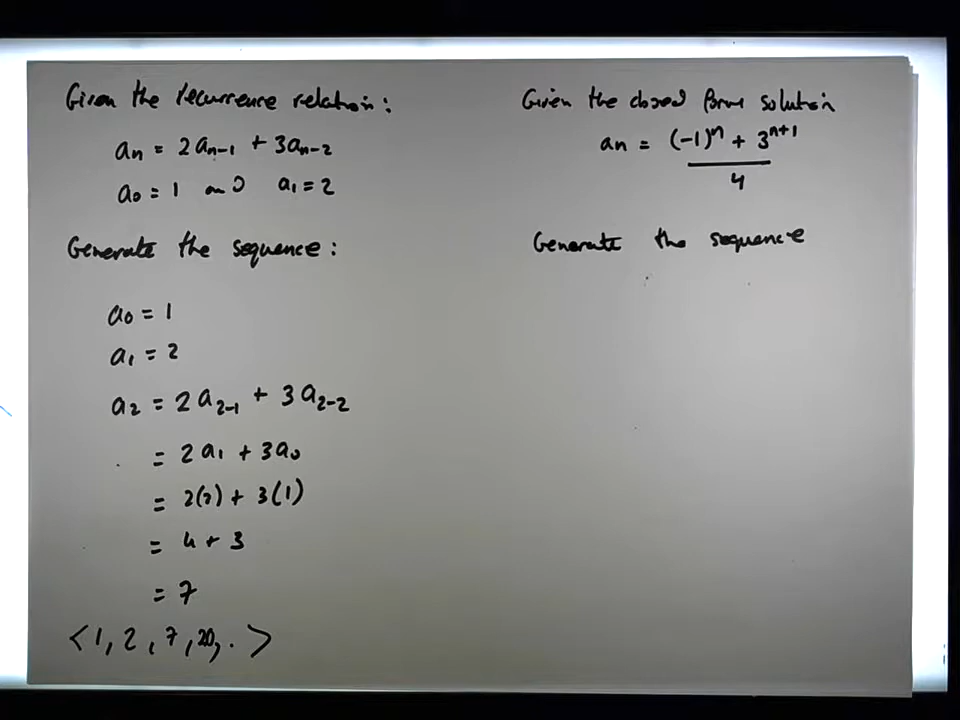 Given the recurrence relation:
aₙ = 2aₙ₋₁ + 3aₙ₋₂
a₀ = 1 and a₁ = 2
Generate the sequence:
a₀ = 1
a₁ = 2
a₂ = 2a₂₋₁ + 3a₂₋₂
= 2a₁ + 3a₀
= 2(2) + 3(1)
= 4 + 3
= 7
<1, 2, 7, 20, . >
Given the closed form solution
aₙ = (-1)ⁿ + 3ⁿ⁺¹
4
Generate the sequence